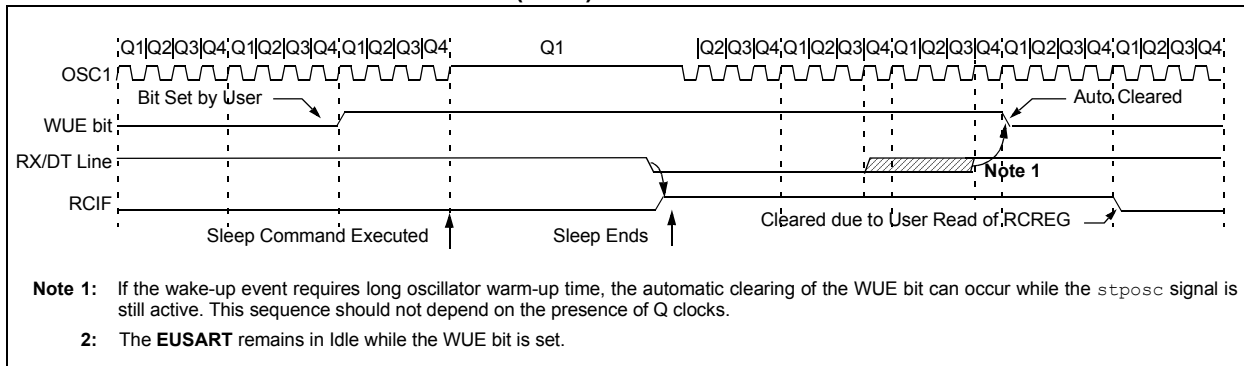 Q1|Q2|Q3|Q4 Q1|Q2|Q3|Q4 Q1|Q2|Q3|Q4 Q1 |Q2|Q3|Q4 Q1|Q2|Q3|Q4 Q1|Q2|Q3|Q4 Q1|Q2|Q3|Q4 Q1|Q2|Q3|Q4
OSC1
Bit Set by User
Auto Cleared
WUE bit
RX/DT Line
Note 1
RCIF
Cleared due to User Read of RCREG
Sleep Command Executed
Sleep Ends
Note 1: If the wake-up event requires long oscillator warm-up time, the automatic clearing of the WUE bit can occur while the stposc signal is
still active. This sequence should not depend on the presence of Q clocks.
2: The EUSART remains in Idle while the WUE bit is set.